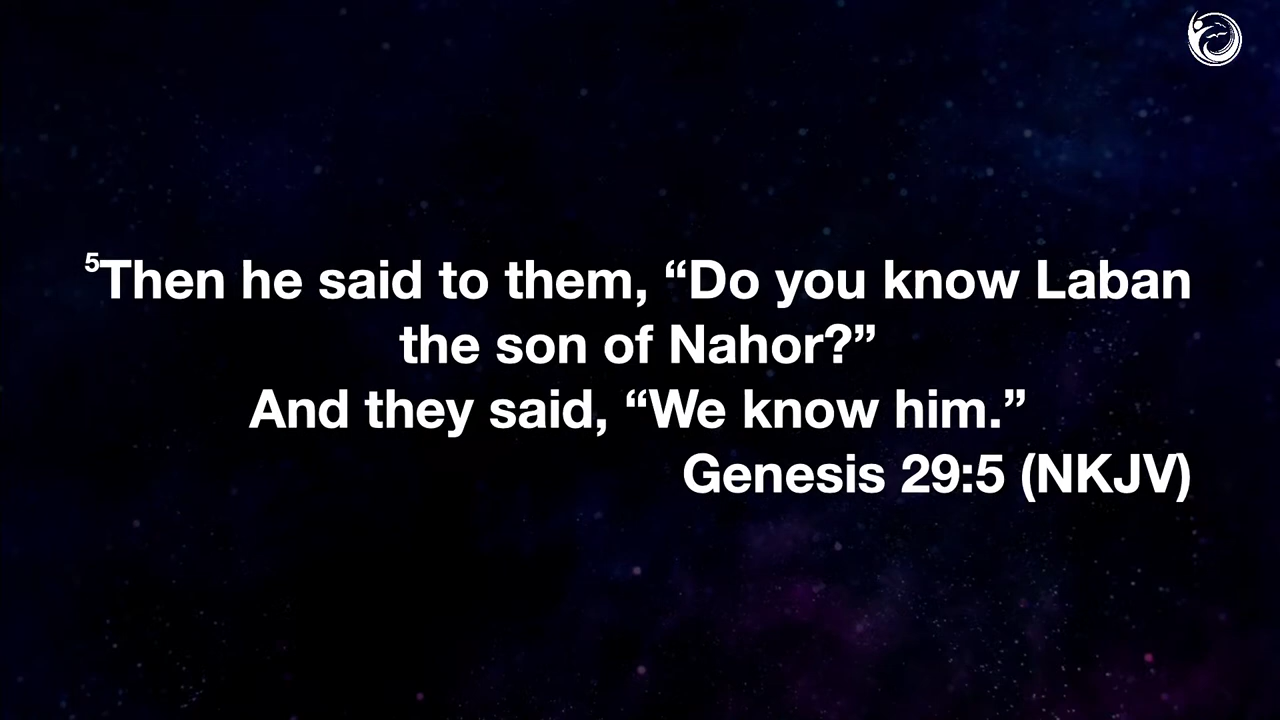 ⁵Then he said to them, “Do you know Laban
the son of Nahor?”
And they said, “We know him.”
Genesis 29:5 (NKJV)